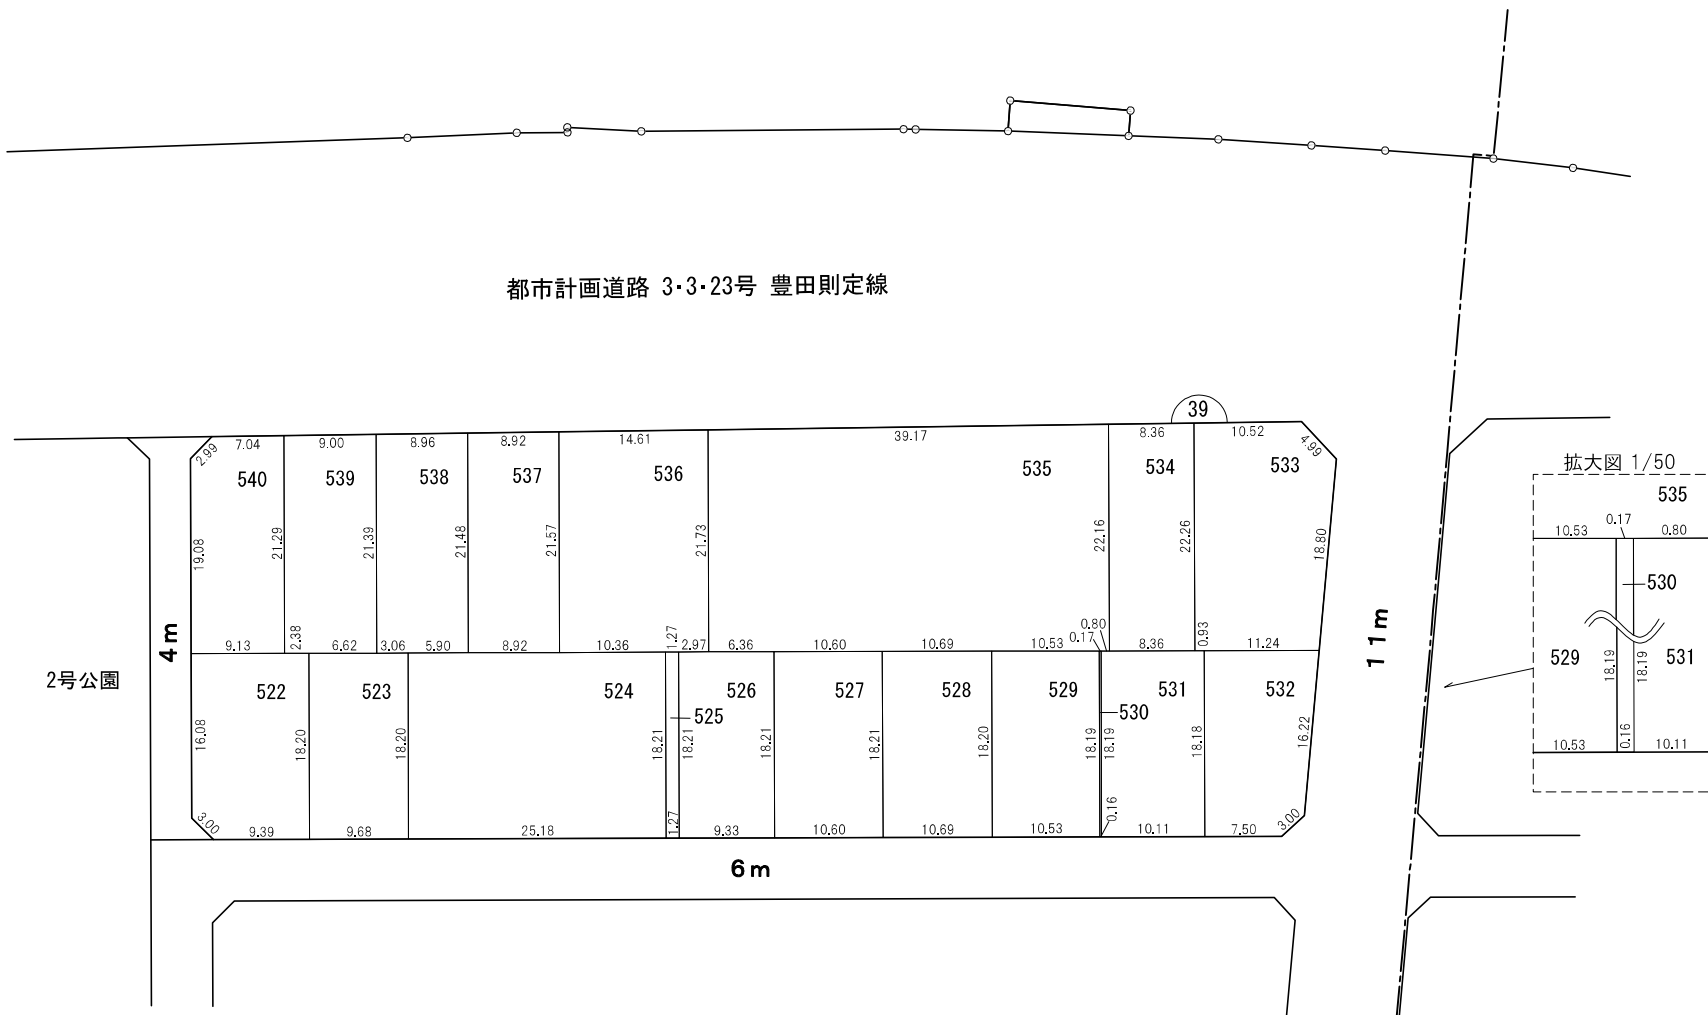 都市計画道路 3・3・23号 豊田則定線
39
7.04 9.00 8.96 8.92 14.61 39.17 8.36 10.52
2.99 4.99
540 539 538 537 536 535 534 533
19.08 21.29 21.39 21.48 21.57 21.73 22.16 22.26 18.80
9.13 2.38 6.62 3.06 5.90 8.92 10.36 1.27 2.97 6.36 10.60 10.69 10.53 0.17 0.80 8.36 0.93 11.24
4m
11m
2号公園
522 523 524 525 526 527 528 529 530 531 532
16.08 18.20 18.20 18.21 18.21 18.21 18.21 18.20 18.19 18.19 18.18 16.22
3.00 9.39 9.68 25.18 1.27 9.33 10.60 10.69 10.53 0.16 10.11 7.50 3.00
6m
拡大図 1/50
535
10.53 0.17 0.80
530
529 18.19 18.19 531
10.53 0.16 10.11